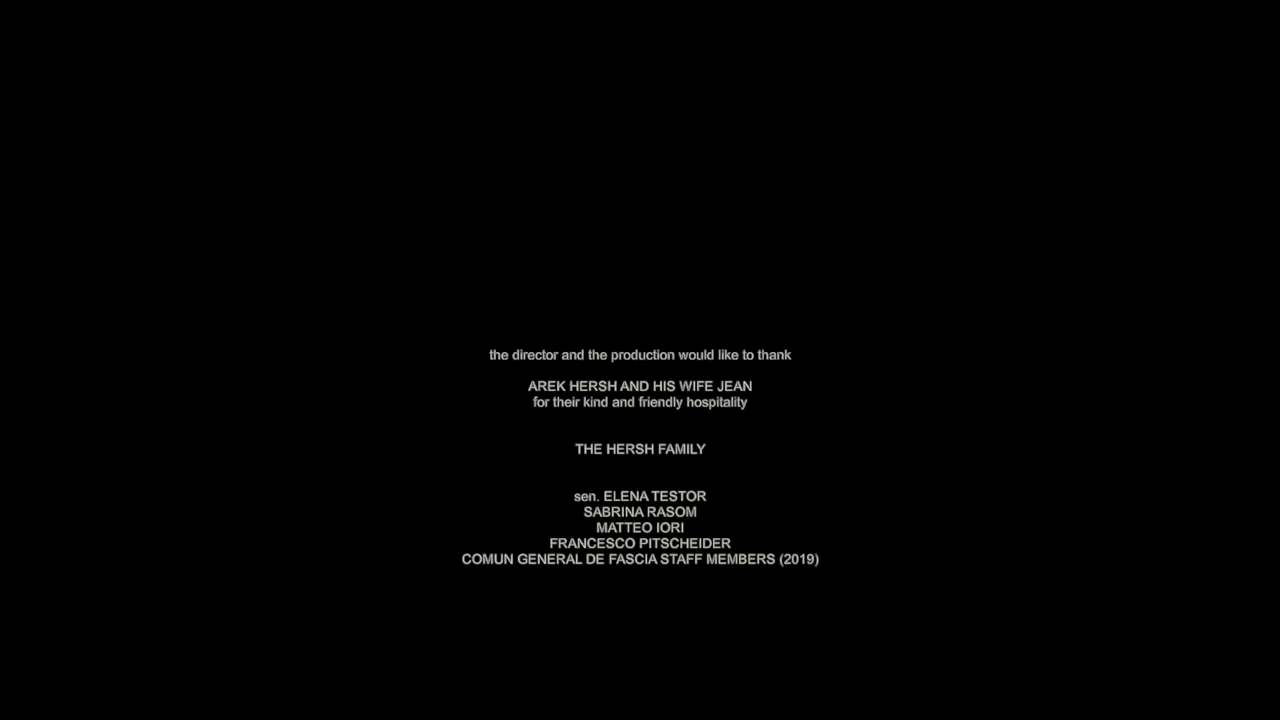 the director and the production would like to thank
AREK HERSH AND HIS WIFE JEAN
for their kind and friendly hospitality
THE HERSH FAMILY
sen. ELENA TESTOR
SABRINA RASOM
MATTEO IORI
FRANCESCO PITSCHEIDER
COMUN GENERAL DE FASCIA STAFF MEMBERS (2019)